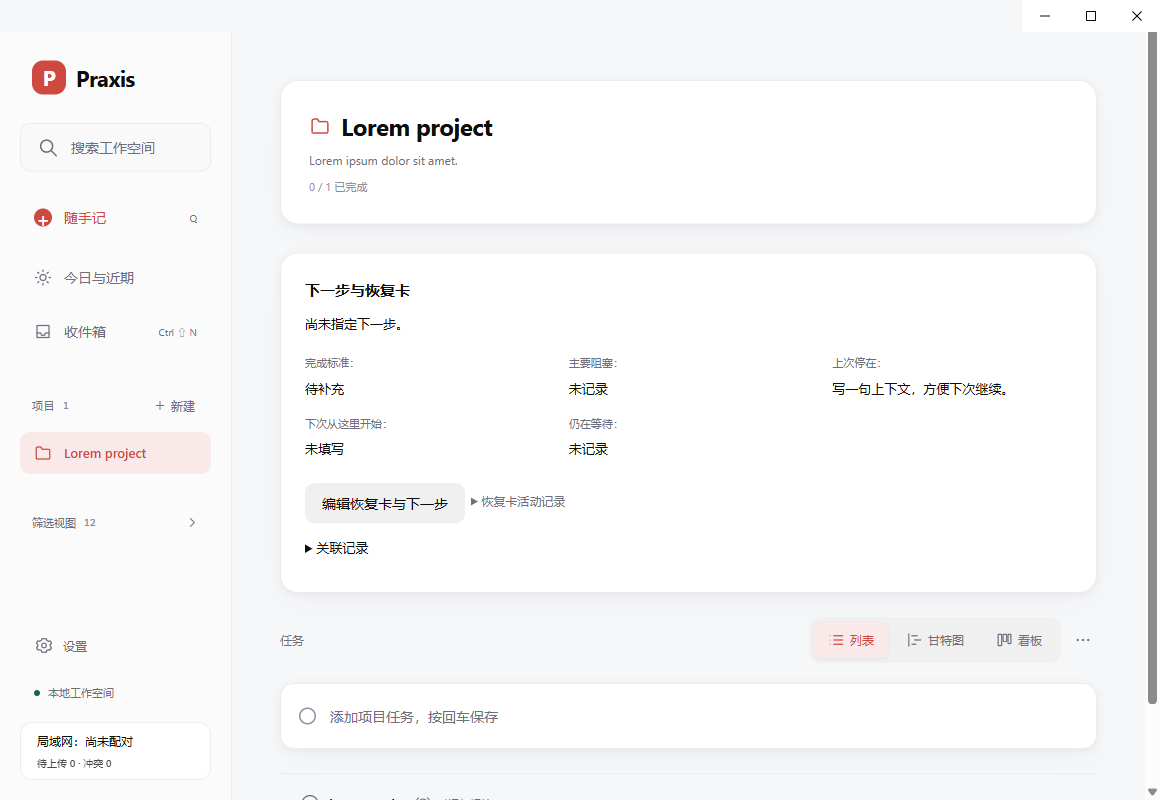 P Praxis
搜索工作空间
随手记 Q
今日与近期
收件箱 Ctrl ⇧ N
项目 1 + 新建
Lorem project
筛选视图 12
设置
本地工作空间
局域网：尚未配对
待上传 0 · 冲突 0
Lorem project
Lorem ipsum dolor sit amet.
0 / 1 已完成
下一步与恢复卡
尚未指定下一步。
完成标准： 主要阻塞： 上次停在：
待补充 未记录 写一句上下文，方便下次继续。
下次从这里开始： 仍在等待：
未填写 未记录
编辑恢复卡与下一步 ▶ 恢复卡活动记录
▶ 关联记录
任务 列表 甘特图 看板 ···
添加项目任务，按回车保存